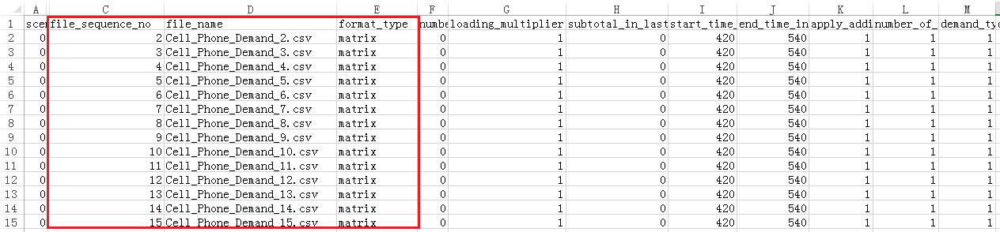 A C D E F G H I J K L M
1 scen file_sequence_no file_name format_type numbe loading_multiplier subtotal_in_last start_time_ end_time_in apply_addi number_of_ demand_ty
2 0 2 Cell_Phone_Demand_2.csv matrix 0 1 0 420 540 1 1 1
3 0 3 Cell_Phone_Demand_3.csv matrix 0 1 0 420 540 1 1 1
4 0 4 Cell_Phone_Demand_4.csv matrix 0 1 0 420 540 1 1 1
5 0 5 Cell_Phone_Demand_5.csv matrix 0 1 0 420 540 1 1 1
6 0 6 Cell_Phone_Demand_6.csv matrix 0 1 0 420 540 1 1 1
7 0 7 Cell_Phone_Demand_7.csv matrix 0 1 0 420 540 1 1 1
8 0 8 Cell_Phone_Demand_8.csv matrix 0 1 0 420 540 1 1 1
9 0 9 Cell_Phone_Demand_9.csv matrix 0 1 0 420 540 1 1 1
10 0 10 Cell_Phone_Demand_10.csv matrix 0 1 0 420 540 1 1 1
11 0 11 Cell_Phone_Demand_11.csv matrix 0 1 0 420 540 1 1 1
12 0 12 Cell_Phone_Demand_12.csv matrix 0 1 0 420 540 1 1 1
13 0 13 Cell_Phone_Demand_13.csv matrix 0 1 0 420 540 1 1 1
14 0 14 Cell_Phone_Demand_14.csv matrix 0 1 0 420 540 1 1 1
15 0 15 Cell_Phone_Demand_15.csv matrix 0 1 0 420 540 1 1 1